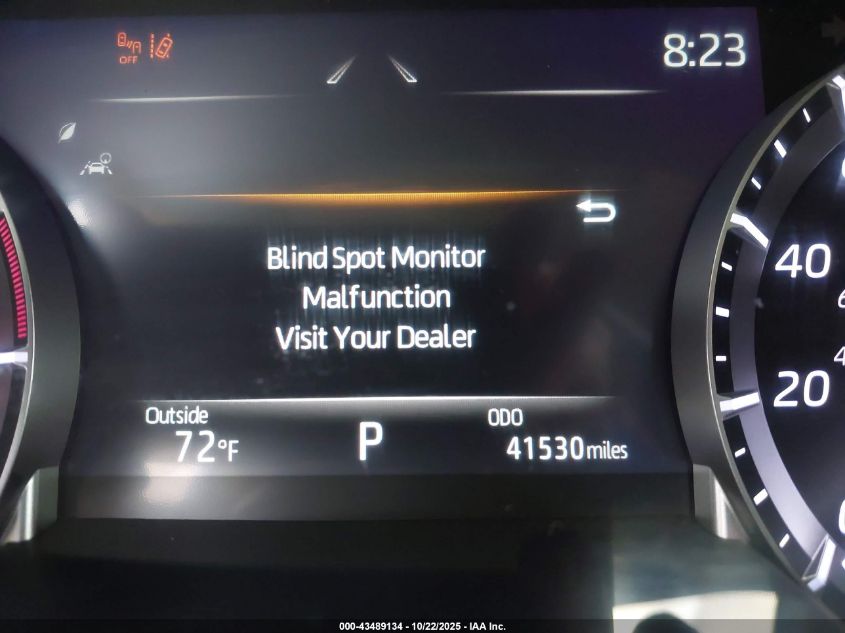 OFF
8:23
Blind Spot Monitor
Malfunction
Visit Your Dealer
Outside
72°F
P
ODO
41530 miles
40
20
000-43489134 - 10/22/2025 - IAA Inc.